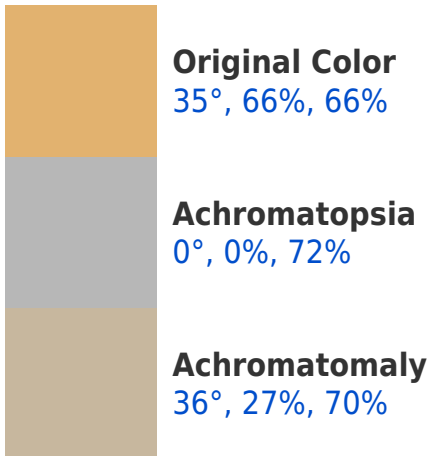 Original Color
35°, 66%, 66%
Achromatopsia
0°, 0%, 72%
Achromatomaly
36°, 27%, 70%